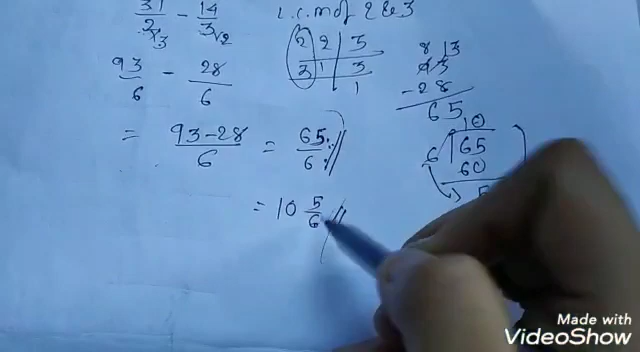 31/2×3 - 14/3×2
L.C.M of 2 & 3
2 | 2 | 3
3 | 1 | 3
1
93/6 - 28/6
8 13
93
- 28
65
= 93-28/6 = 65/6 //
10
6 ) 65
60
5
= 10 5/6 //
Made with
VideoShow